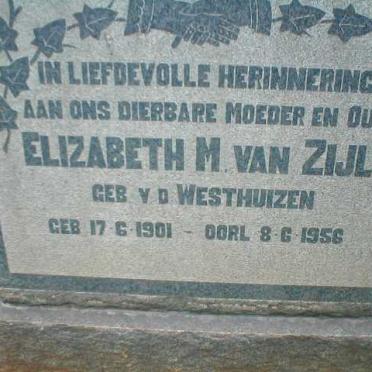 IN LIEFDEVOLLE HERINNERING
AAN ONS DIERBARE MOEDER EN OU
ELIZABETH M. VAN ZIJL
GEB V D WESTHUIZEN
GEB 17·6·1901 - OORL 8·6·1956